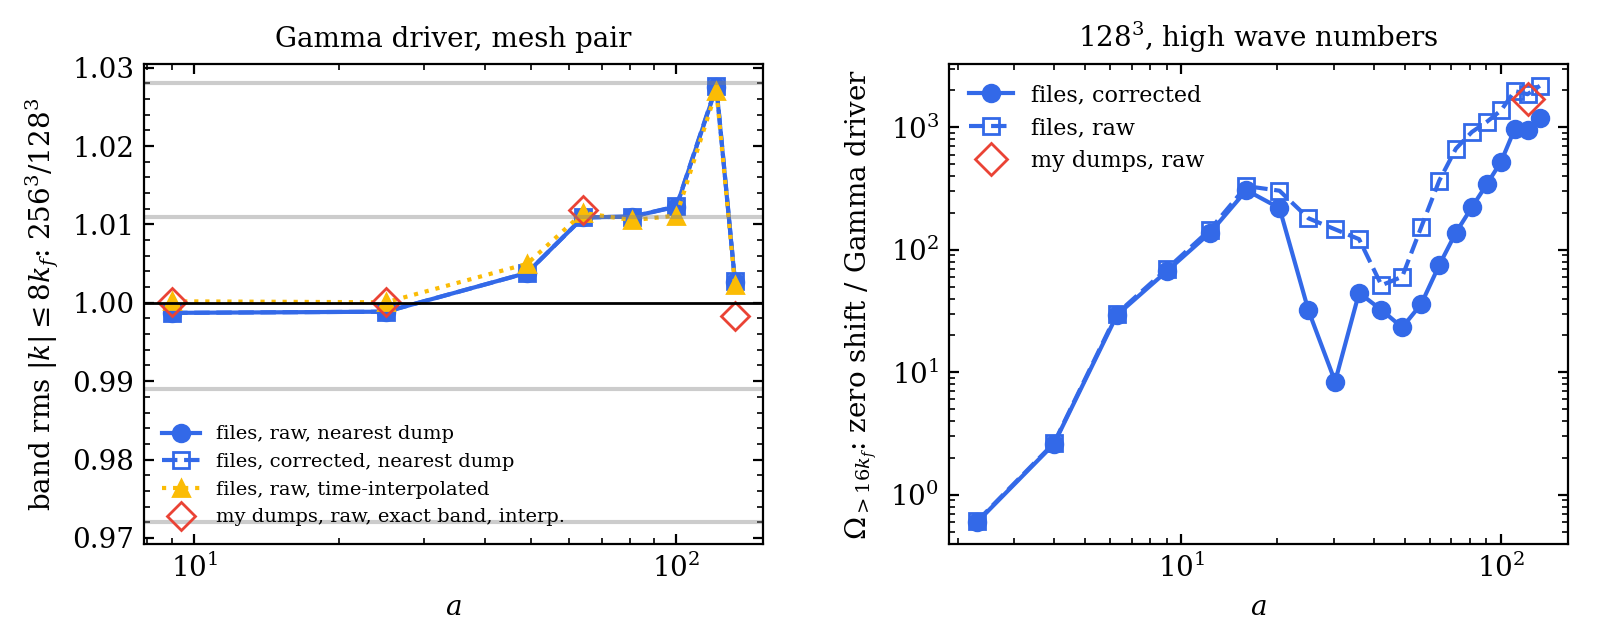 Gamma driver, mesh pair
band rms |k| ≤ 8k_f: 256³/128³
1.03
1.02
1.01
1.00
0.99
0.98
0.97
files, raw, nearest dump
files, corrected, nearest dump
files, raw, time-interpolated
my dumps, raw, exact band, interp.
10¹
10²
a
128³, high wave numbers
Ω_{>16k_f}: zero shift / Gamma driver
10³
10²
10¹
10⁰
files, corrected
files, raw
my dumps, raw
10¹
10²
a